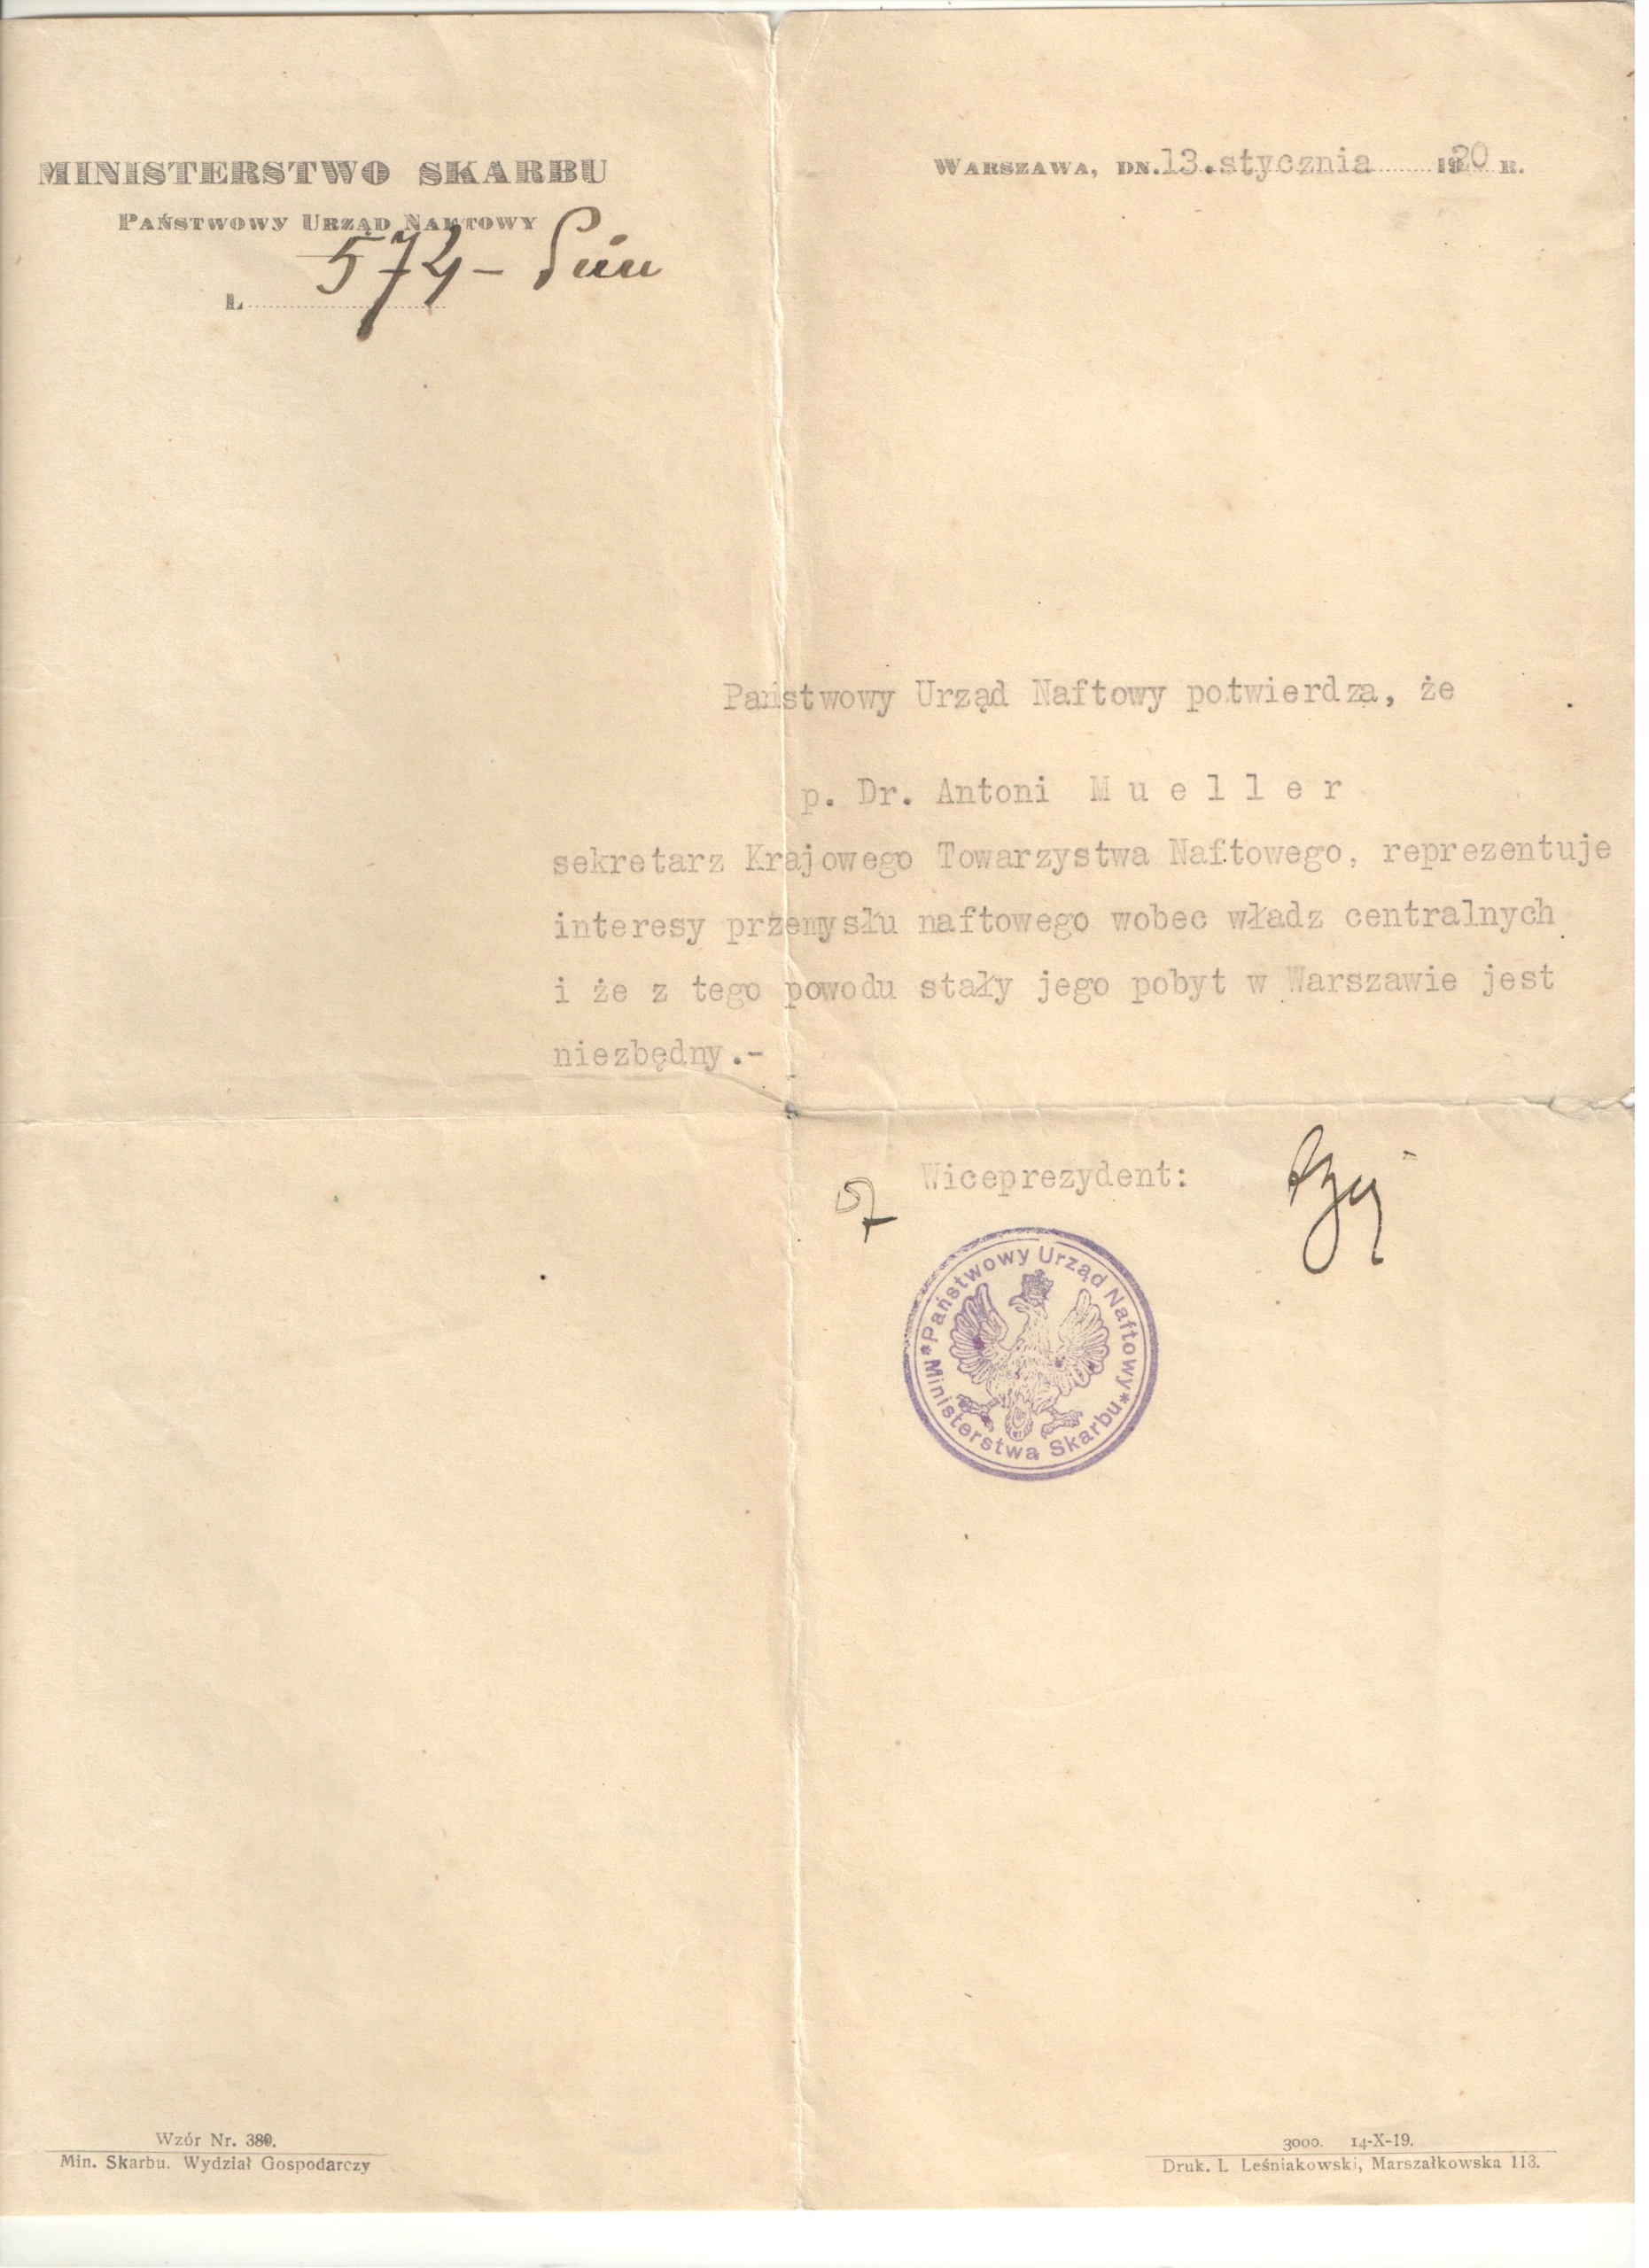 MINISTERSTWO SKARBU
PAŃSTWOWY URZĄD NAFTOWY
L. 574 –
WARSZAWA, DN. 13. stycznia 1920 R.
Państwowy Urząd Naftowy potwierdza, że
p. Dr. Antoni M u e l l e r
sekretarz Krajowego Towarzystwa Naftowego, reprezentuje
interesy przemysłu naftowego wobec władz centralnych
i że z tego powodu stały jego pobyt w Warszawie jest
niezbędny.-
Wiceprezydent:
*Państwowy Urząd Naftowy*
Ministerstwa Skarbu
Wzór Nr. 380.
Min. Skarbu. Wydział Gospodarczy
3000. 14-X-19.
Druk. L Leśniakowski, Marszałkowska 113.